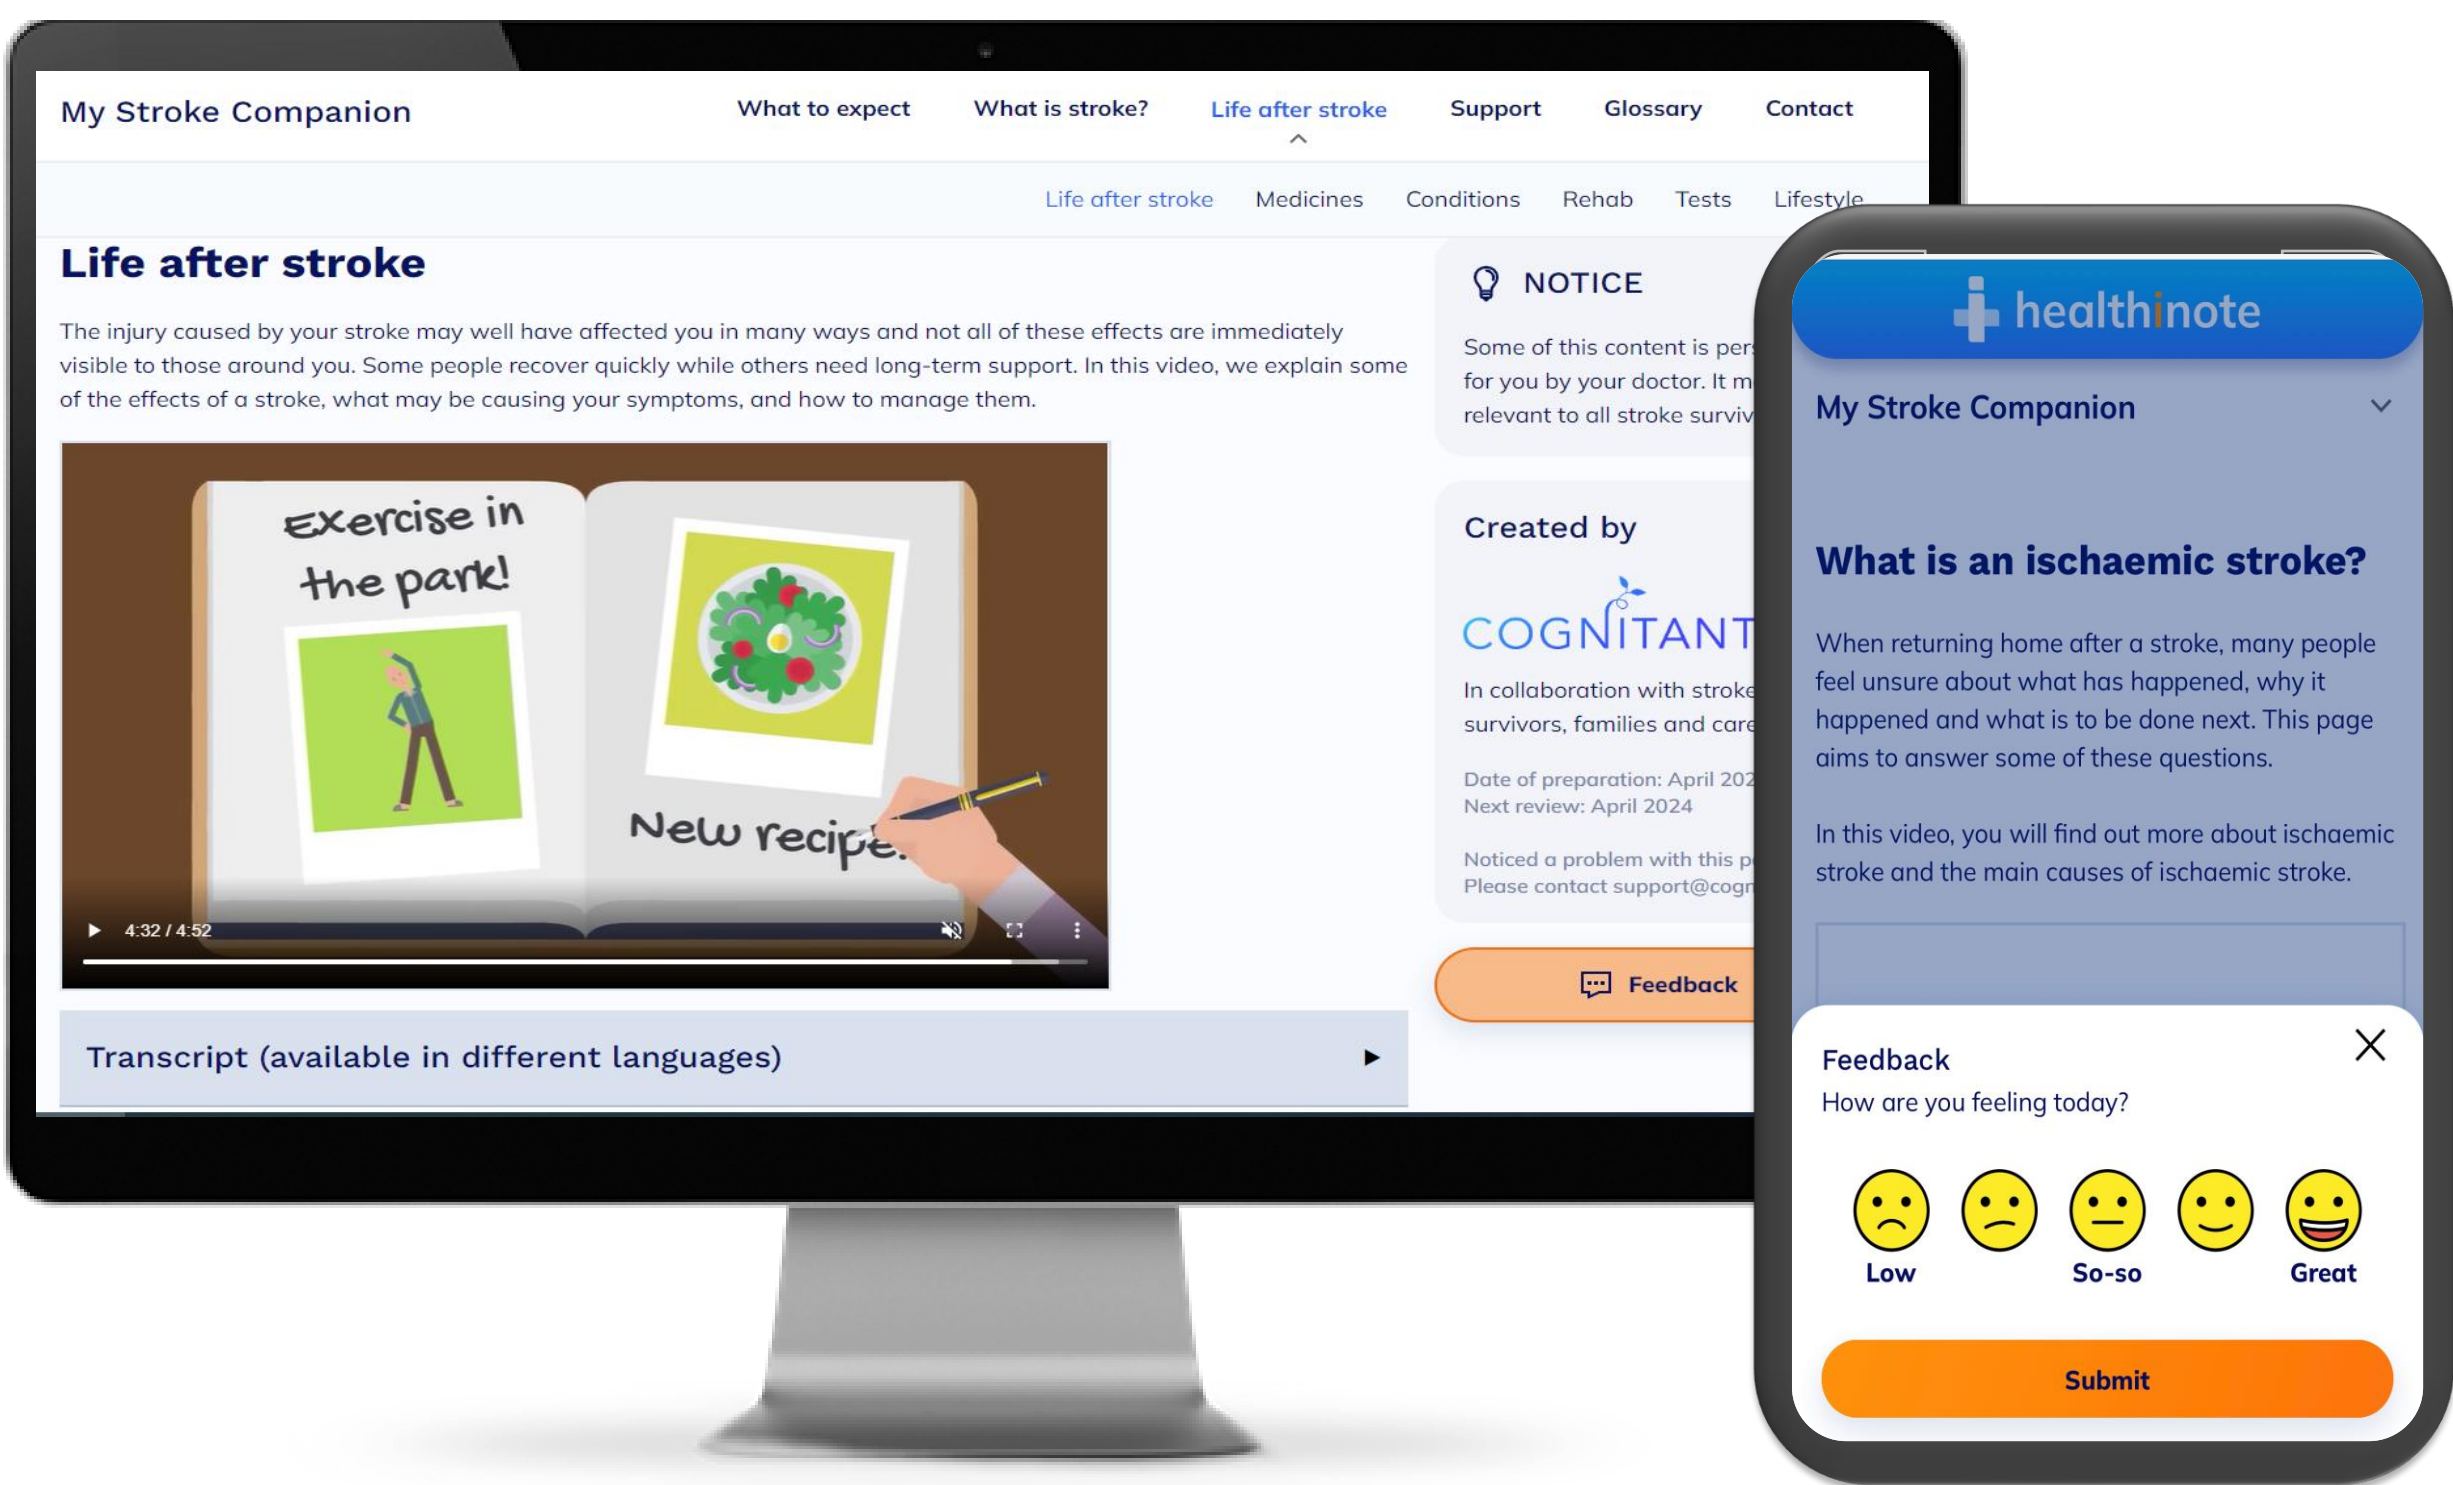 My Stroke Companion
What to expect
What is stroke?
Life after stroke
Support
Glossary
Contact
Life after stroke
Medicines
Conditions
Rehab
Tests
Lifestyle
Life after stroke
The injury caused by your stroke may well have affected you in many ways and not all of these effects are immediately
visible to those around you. Some people recover quickly while others need long-term support. In this video, we explain some
of the effects of a stroke, what may be causing your symptoms, and how to manage them.
Exercise in
the park!
New recipe!
4:32 / 4:52
Transcript (available in different languages)
NOTICE
Some of this content is
for you by your doctor. It
relevant to all stroke
Created by
COGNITANT
In collaboration with stroke
survivors, families and
Date of preparation: April
Next review: April 2024
Noticed a problem with this
Please contact
Feedback
healthinote
My Stroke Companion
What is an ischaemic stroke?
When returning home after a stroke, many people
feel unsure about what has happened, why it
happened and what is to be done next. This page
aims to answer some of these questions.
In this video, you will find out more about ischaemic
stroke and the main causes of ischaemic stroke.
Feedback
How are you feeling today?
Low
So-so
Great
Submit